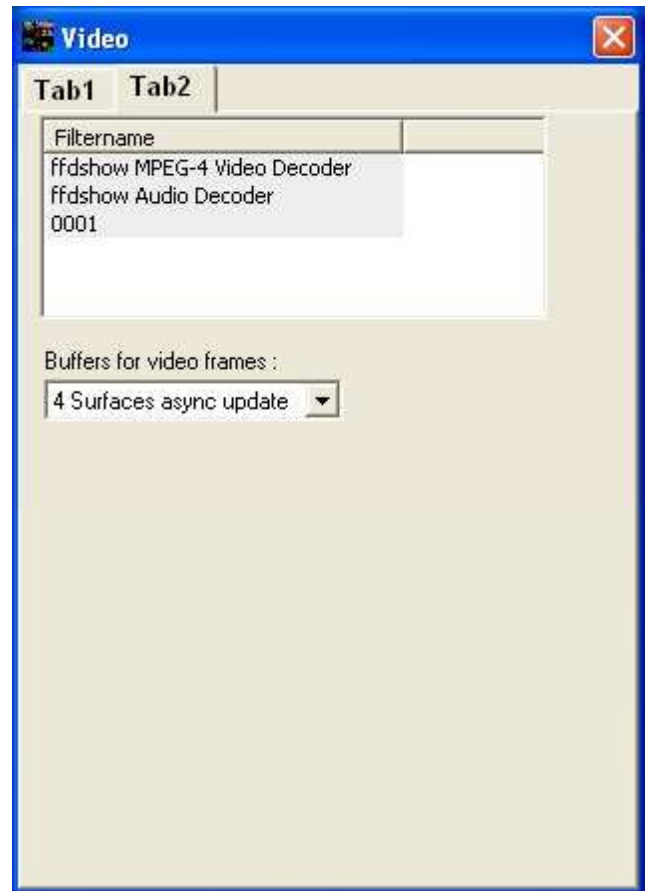 Video
Tab1 Tab2
Filtername
ffdshow MPEG-4 Video Decoder
ffdshow Audio Decoder
0001
Buffers for video frames :
4 Surfaces async update